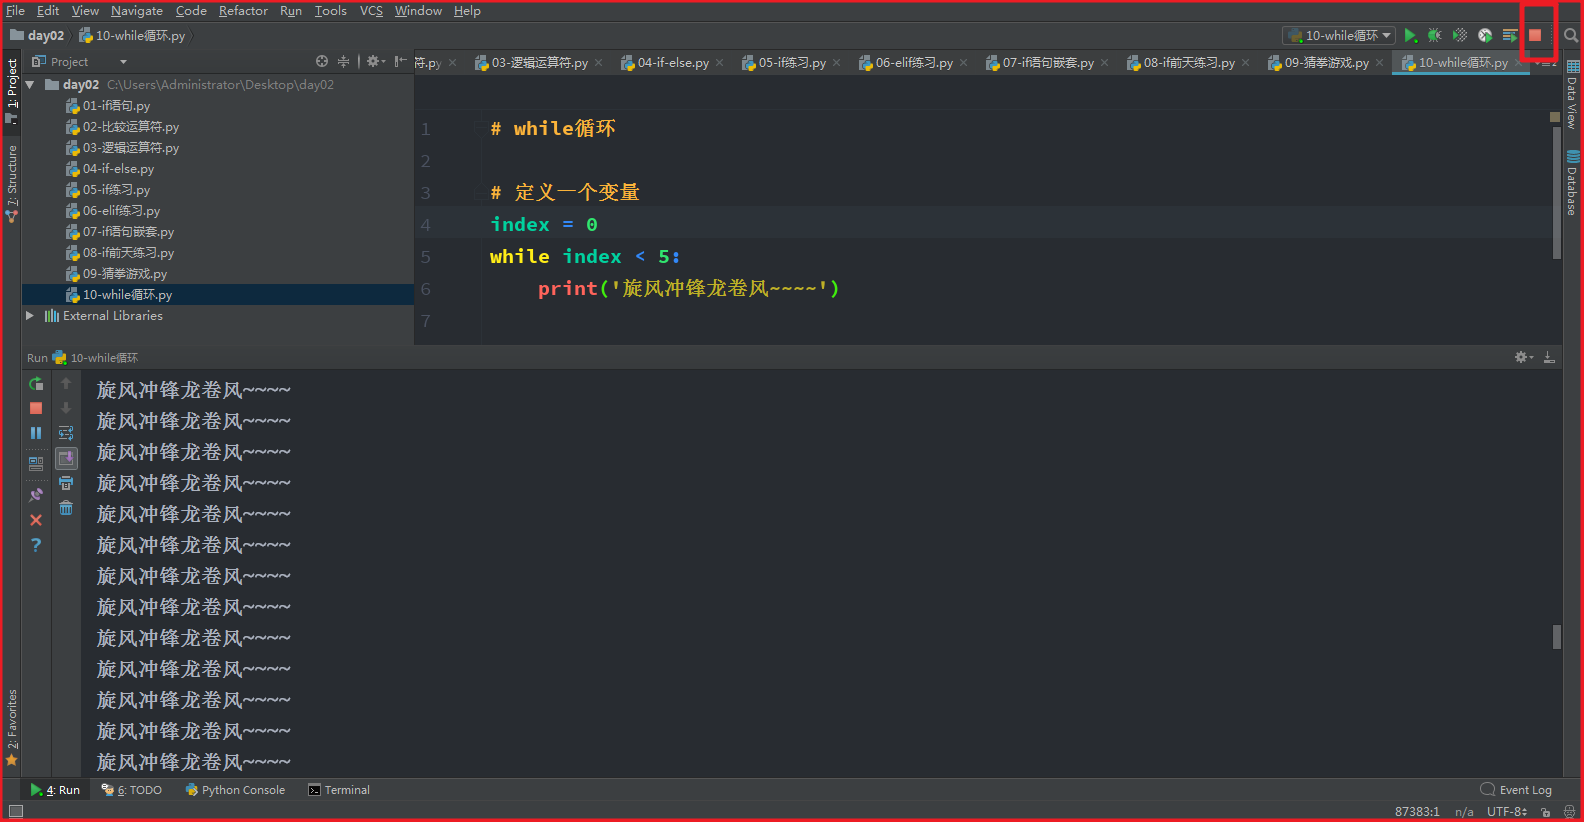 File Edit View Navigate Code Refactor Run Tools VCS Window Help
day02 10-while循环.py 10-while循环
1: Project
Project
符.py 03-逻辑运算符.py 04-if-else.py 05-if练习.py 06-elif练习.py 07-if语句嵌套.py 08-if前天练习.py 09-猜拳游戏.py 10-while循环.py
day02 C:\Users\Administrator\Desktop\day02
01-if语句.py
02-比较运算符.py
03-逻辑运算符.py
04-if-else.py
05-if练习.py
06-elif练习.py
07-if语句嵌套.py
08-if前天练习.py
09-猜拳游戏.py
10-while循环.py
External Libraries
7: Structure
1 # while循环
2
3 # 定义一个变量
4 index = 0
5 while index < 5:
6 print('旋风冲锋龙卷风~~~~')
7
Data View
Database
Run 10-while循环
旋风冲锋龙卷风~~~~
旋风冲锋龙卷风~~~~
旋风冲锋龙卷风~~~~
旋风冲锋龙卷风~~~~
旋风冲锋龙卷风~~~~
旋风冲锋龙卷风~~~~
旋风冲锋龙卷风~~~~
旋风冲锋龙卷风~~~~
旋风冲锋龙卷风~~~~
旋风冲锋龙卷风~~~~
旋风冲锋龙卷风~~~~
旋风冲锋龙卷风~~~~
旋风冲锋龙卷风~~~~
2: Favorites
4: Run 6: TODO Python Console Terminal Event Log
87383:1 n/a UTF-8